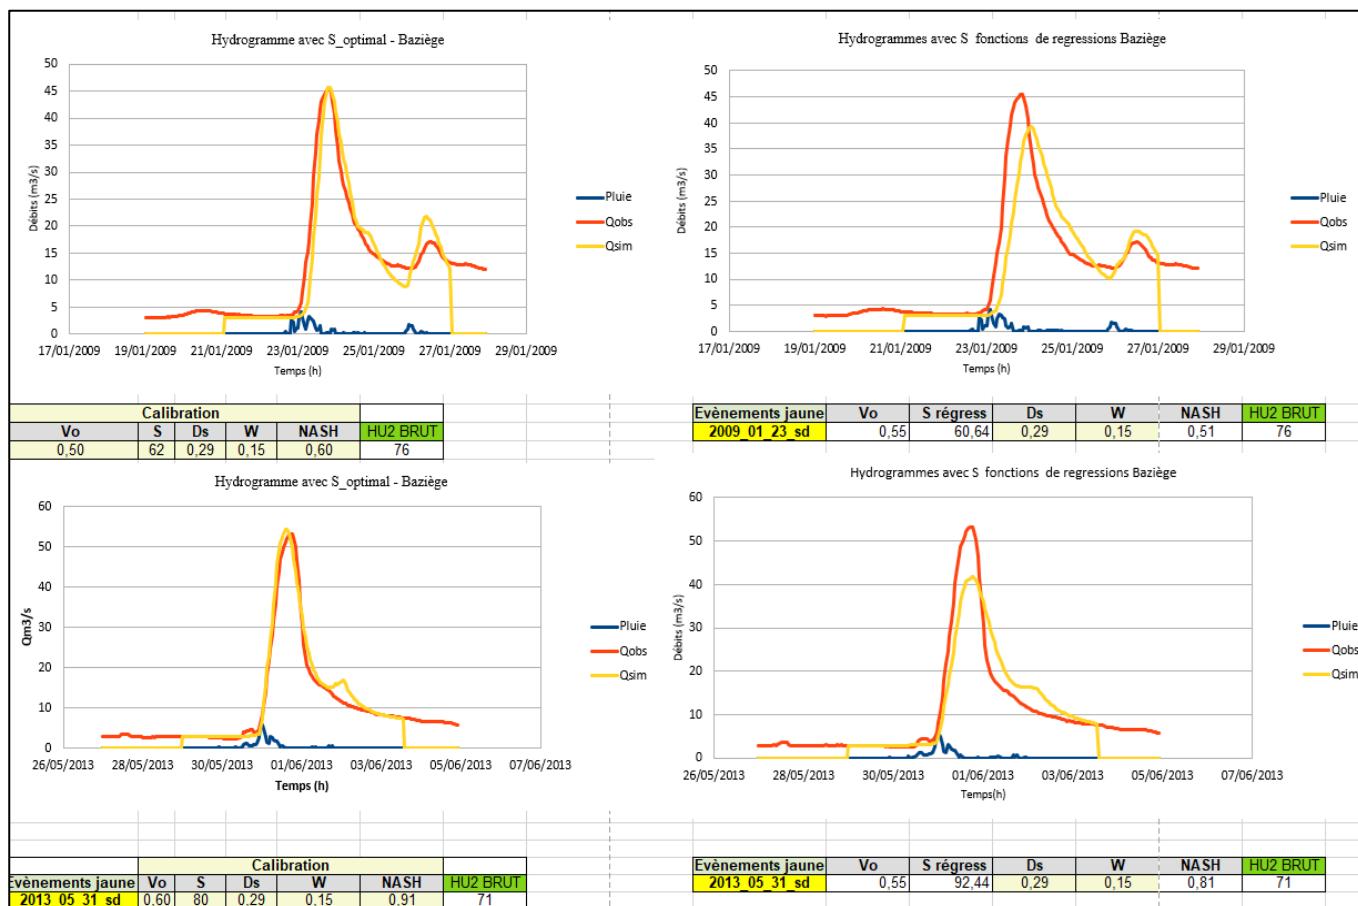 Hydrogramme avec S_optimal - Baziège
50
45
40
35
30
25
20
15
10
5
0
Débits (m3/s)
17/01/2009 19/01/2009 21/01/2009 23/01/2009 25/01/2009 27/01/2009 29/01/2009
Temps (h)
Pluie
Qobs
Qsim
Hydrogrammes avec S fonctions de regressions Baziège
50
45
40
35
30
25
20
15
10
5
0
Débits (m3/s)
17/01/2009 19/01/2009 21/01/2009 23/01/2009 25/01/2009 27/01/2009 29/01/2009
Temps (h)
Pluie
Qobs
Qsim
Calibration
Vo S Ds W NASH HU2 BRUT
0,50 62 0,29 0,15 0,60 76
Evènements jaune Vo S régress Ds W NASH HU2 BRUT
2009_01_23_sd 0,55 60,64 0,29 0,15 0,51 76
Hydrogramme avec S_optimal - Baziège
60
50
40
30
20
10
0
Qm3/s
26/05/2013 28/05/2013 30/05/2013 01/06/2013 03/06/2013 05/06/2013 07/06/2013
Temps (h)
Pluie
Qobs
Qsim
Hydrogrammes avec S fonctions de regressions Baziège
60
50
40
30
20
10
0
Débits (m3/s)
26/05/2013 28/05/2013 30/05/2013 01/06/2013 03/06/2013 05/06/2013 07/06/2013
Temps(h)
Pluie
Qobs
Qsim
Calibration
Evènements jaune Vo S Ds W NASH HU2 BRUT
2013_05_31_sd 0,60 80 0,29 0,15 0,91 71
Evènements jaune Vo S régress Ds W NASH HU2 BRUT
2013_05_31_sd 0,55 92,44 0,29 0,15 0,81 71